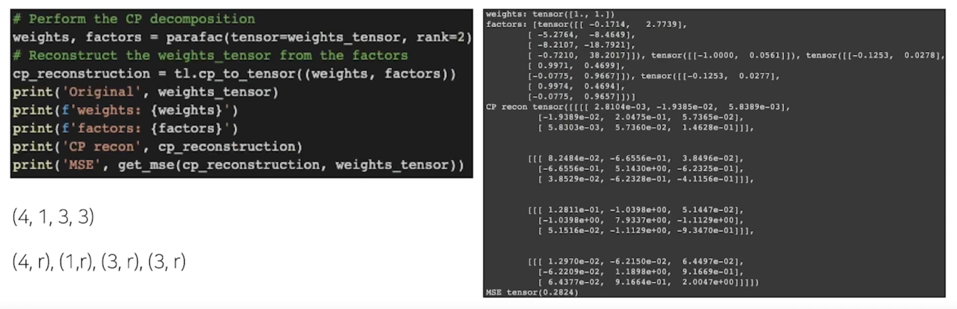 # Perform the CP decomposition
weights, factors = parafac(tensor=weights_tensor, rank=2)
# Reconstruct the weights_tensor from the factors
cp_reconstruction = tl.cp_to_tensor((weights, factors))
print('Original', weights_tensor)
print(f'weights: {weights}')
print(f'factors: {factors}')
print('CP recon', cp_reconstruction)
print('MSE', get_mse(cp_reconstruction, weights_tensor))
(4, 1, 3, 3)
(4, r), (1,r), (3, r), (3, r)
weights: tensor([1., 1.])
factors: [tensor([[ -0.1714, 2.7739],
[ -5.2764, -8.4649],
[ -8.2107, -18.7921],
[ -0.7210, 38.2017]]), tensor([[-1.0000, 0.0561]]), tensor([[-0.1253, 0.0278],
[ 0.9971, 0.4699],
[-0.0775, 0.9667]]), tensor([[-0.1253, 0.0277],
[ 0.9974, 0.4694],
[-0.0775, 0.9657]])]
CP recon tensor([[[[ 2.8104e-03, -1.9385e-02, 5.8389e-03],
[-1.9389e-02, 2.0475e-01, 5.7365e-02],
[ 5.8303e-03, 5.7360e-02, 1.4628e-01]]],
[[[ 8.2484e-02, -6.6556e-01, 3.8496e-02],
[-6.6556e-01, 5.1430e+00, -6.2325e-01],
[ 3.8529e-02, -6.2328e-01, -4.1156e-01]]],
[[[ 1.2811e-01, -1.0398e+00, 5.1447e-02],
[-1.0398e+00, 7.9337e+00, -1.1129e+00],
[ 5.1516e-02, -1.1129e+00, -9.3470e-01]]],
[[[ 1.2970e-02, -6.2150e-02, 6.4497e-02],
[-6.2209e-02, 1.1898e+00, 9.1669e-01],
[ 6.4377e-02, 9.1664e-01, 2.0047e+00]]]])
MSE tensor(0.2824)